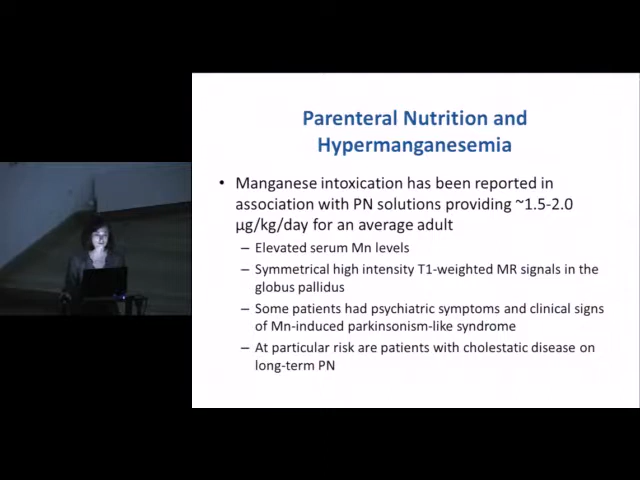 Parenteral Nutrition and
Hypermanganesemia
• Manganese intoxication has been reported in
association with PN solutions providing ~1.5-2.0
µg/kg/day for an average adult
– Elevated serum Mn levels
– Symmetrical high intensity T1-weighted MR signals in the
globus pallidus
– Some patients had psychiatric symptoms and clinical signs
of Mn-induced parkinsonism-like syndrome
– At particular risk are patients with cholestatic disease on
long-term PN